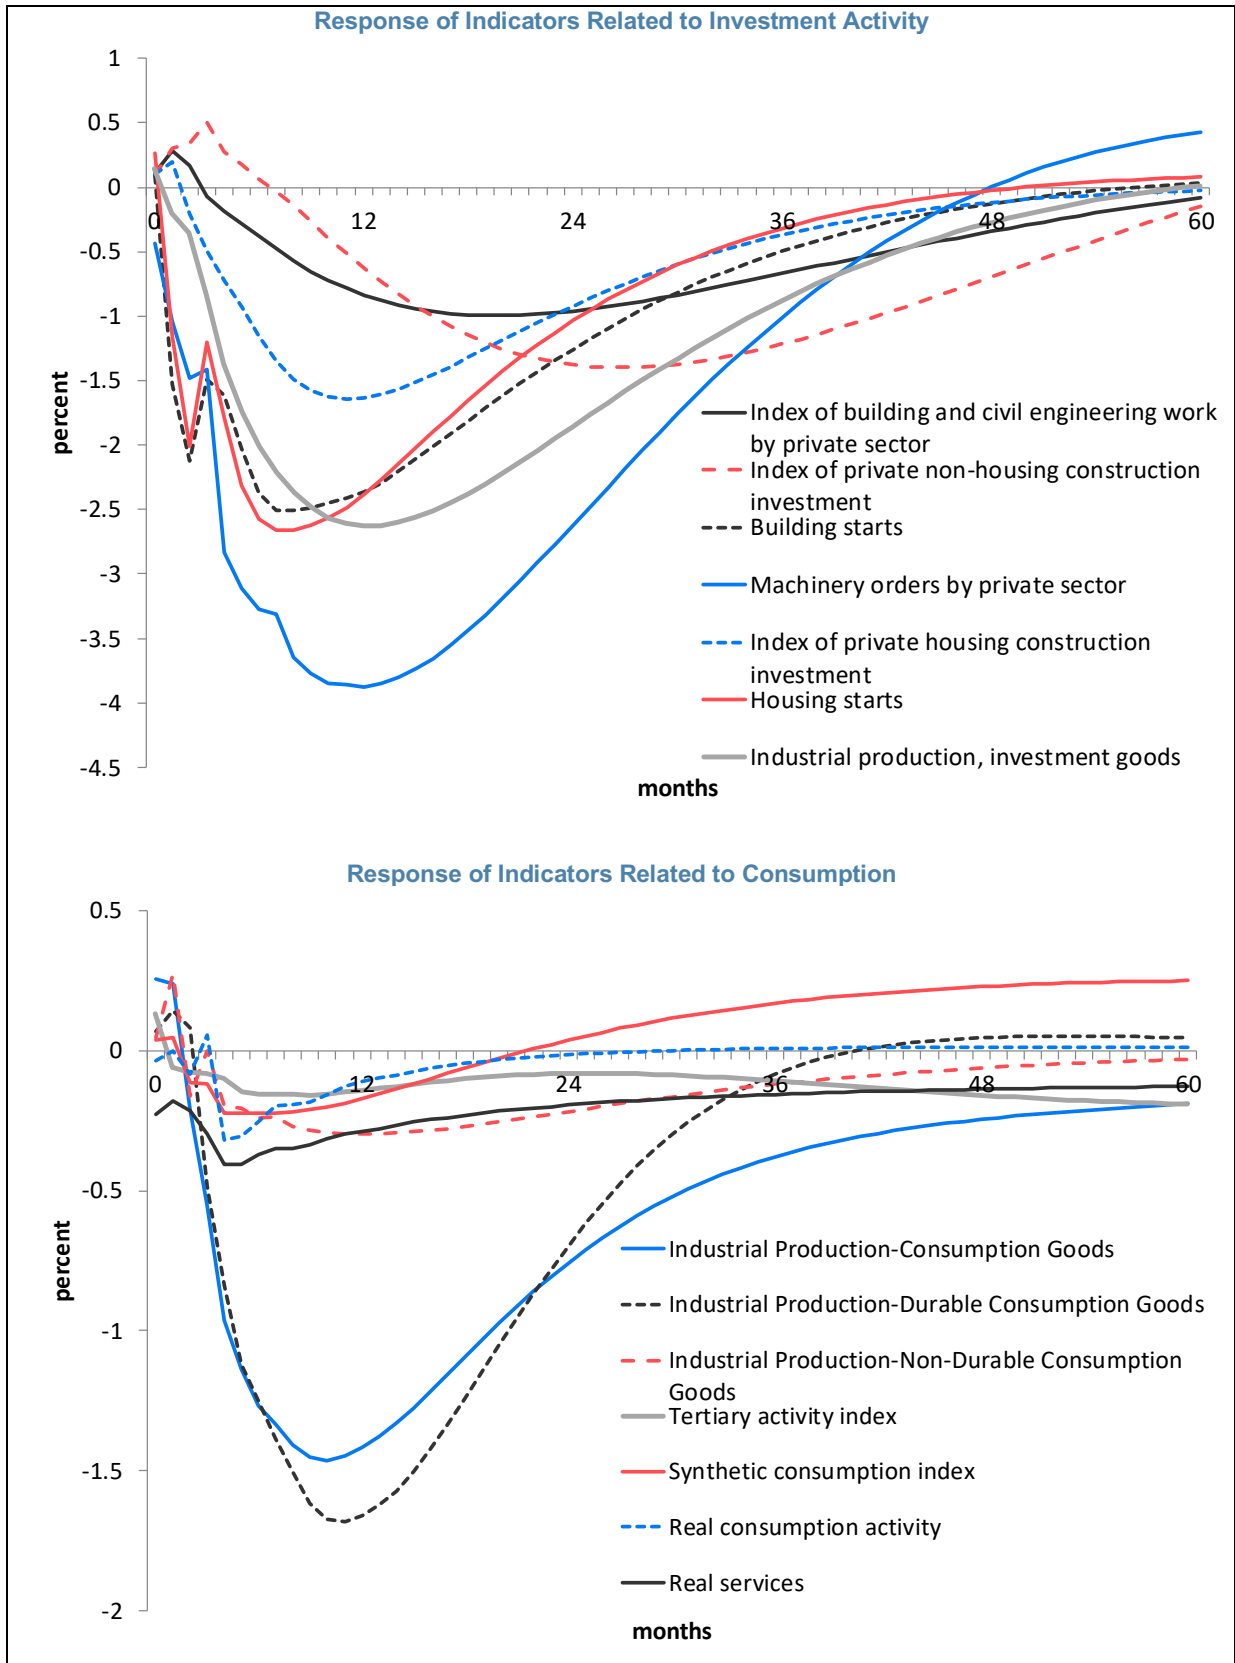 Response of Indicators Related to Investment Activity
1
0.5
0
-0.5
-1
-1.5
-2
-2.5
-3
-3.5
-4
-4.5
percent
0
12
24
36
48
60
Index of building and civil engineering work
by private sector
Index of private non-housing construction
investment
Building starts
Machinery orders by private sector
Index of private housing construction
investment
Housing starts
Industrial production, investment goods
months
Response of Indicators Related to Consumption
0.5
0
-0.5
-1
-1.5
-2
percent
0
12
24
36
48
60
Industrial Production-Consumption Goods
Industrial Production-Durable Consumption Goods
Industrial Production-Non-Durable Consumption
Goods
Tertiary activity index
Synthetic consumption index
Real consumption activity
Real services
months